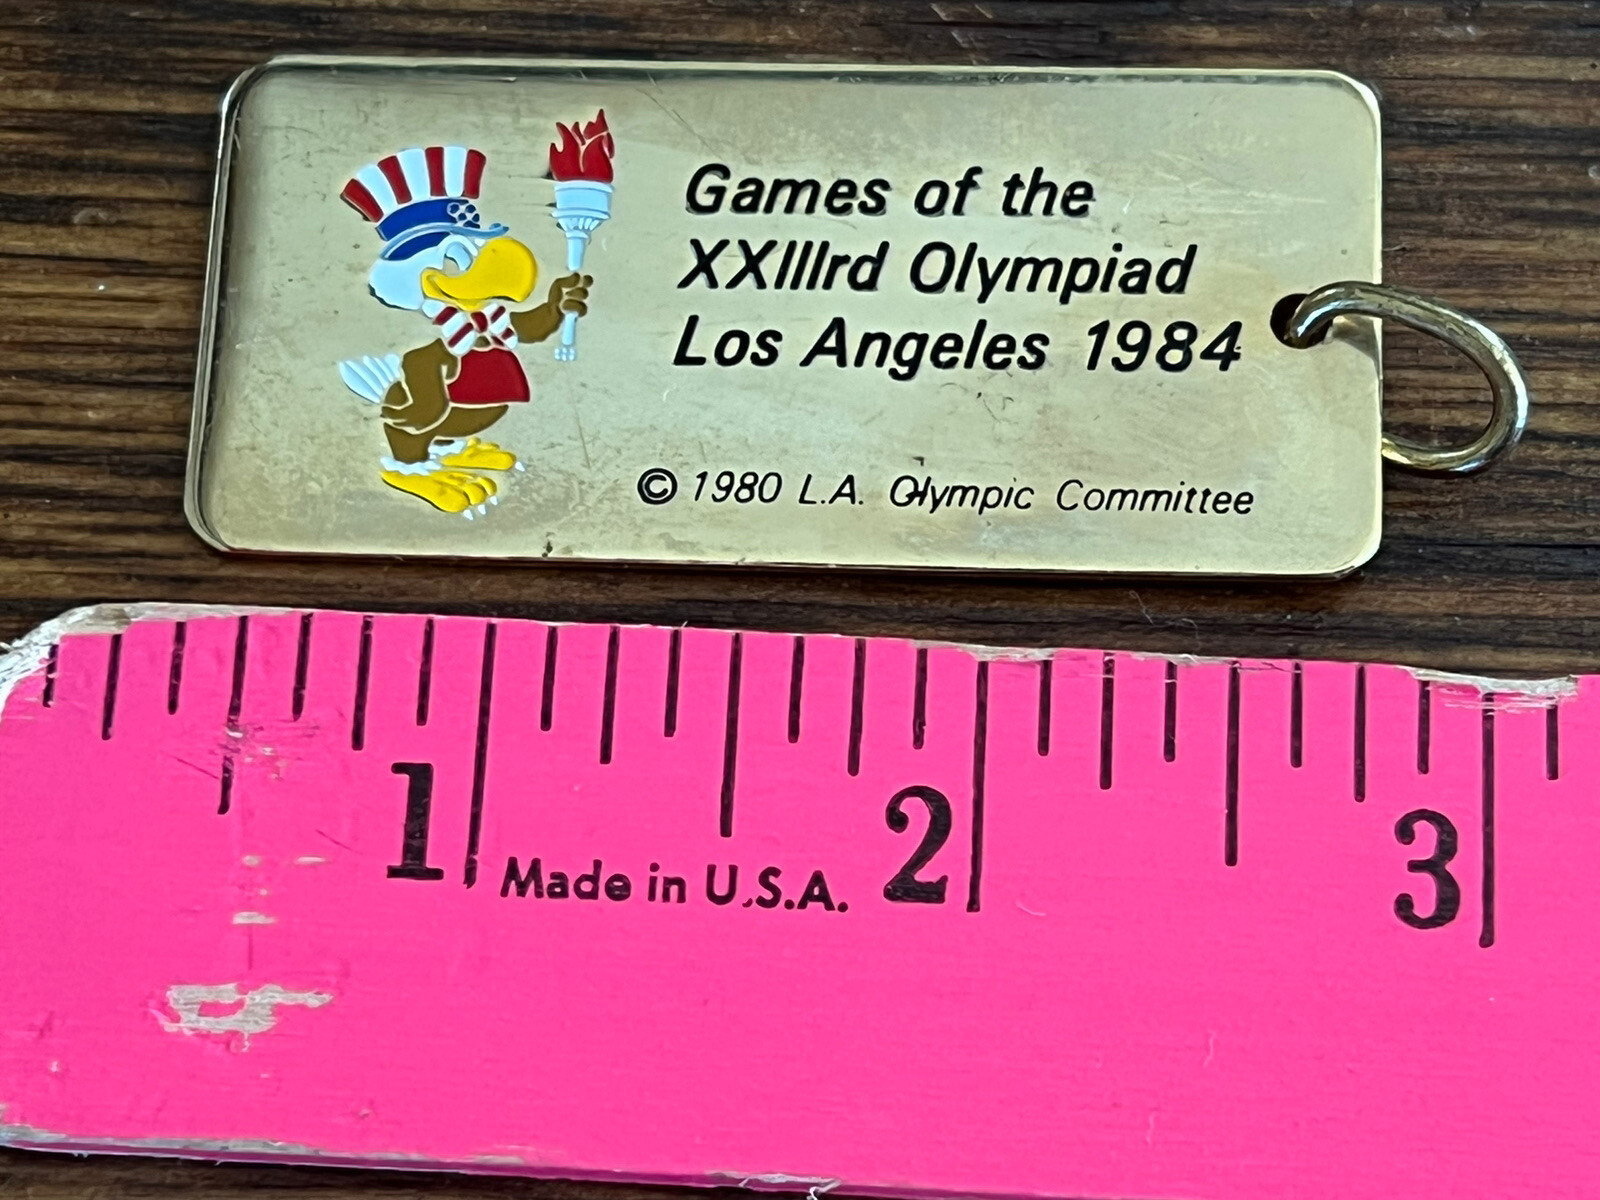 Games of the
XXIIIrd Olympiad
Los Angeles 1984
© 1980 L.A. Olympic Committee
1 Made in U.S.A. 2 3